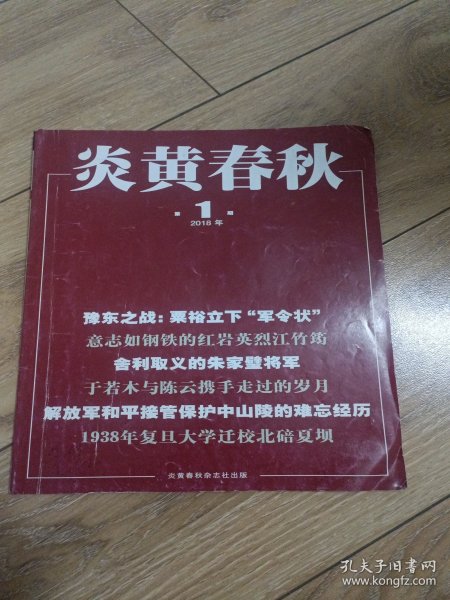 炎黄春秋
第1期
2018年
豫东之战：粟裕立下“军令状”
意志如钢铁的红岩英烈江竹筠
舍利取义的朱家璧将军
于若木与陈云携手走过的岁月
解放军和平接管保护中山陵的难忘经历
1938年复旦大学迁校北碚夏坝
炎黄春秋杂志社出版
孔夫子旧书网
www.kongfz.com